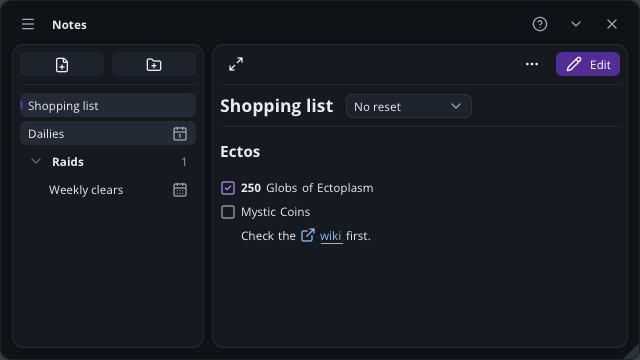 Notes
Edit
Shopping list
Dailies
Raids 1
Weekly clears
Shopping list No reset
Ectos
250 Globs of Ectoplasm
Mystic Coins
Check the wiki first.